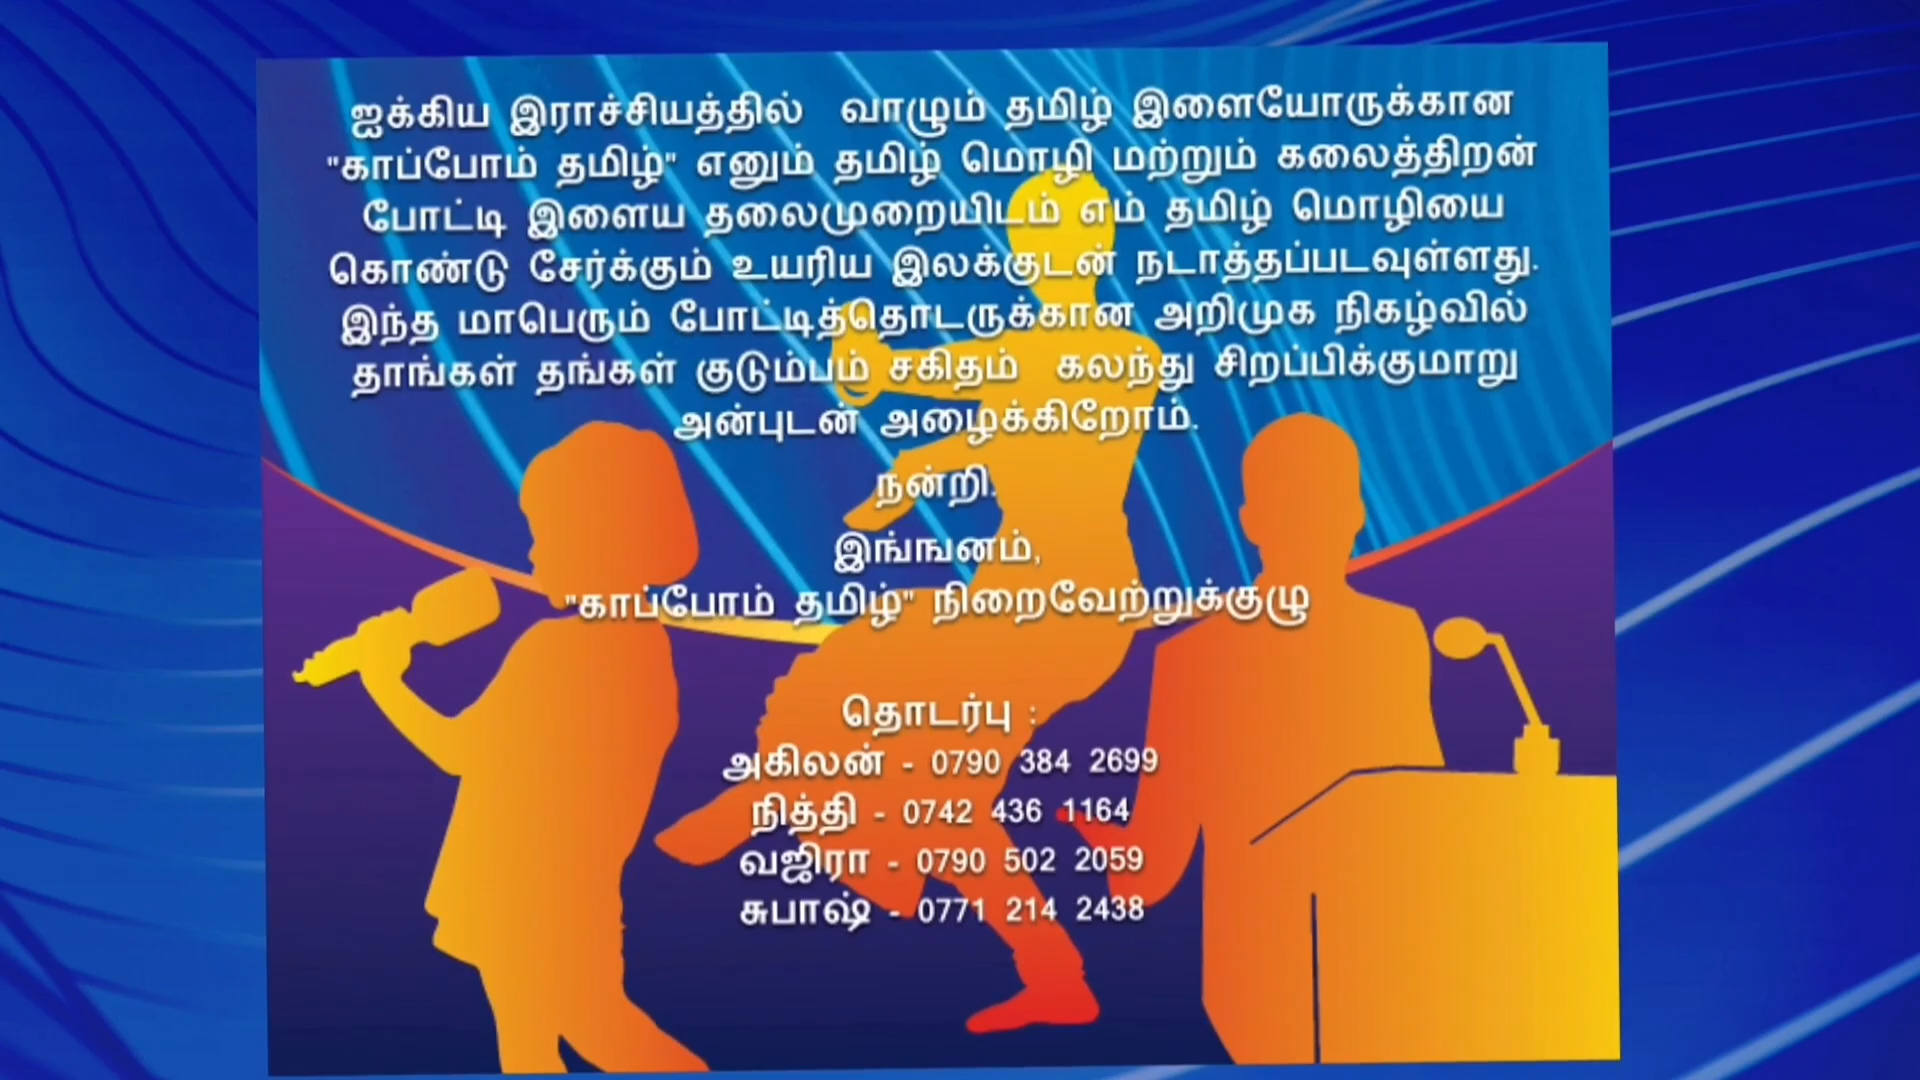 ஐக்கிய இராச்சியத்தில் வாழும் தமிழ் இளையோருக்கான
"காப்போம் தமிழ்" எனும் தமிழ் மொழி மற்றும் கலைத்திறன்
போட்டி இளைய தலைமுறையிடம் எம் தமிழ் மொழியை
கொண்டு சேர்க்கும் உயரிய இலக்குடன் நடாத்தப்படவுள்ளது.
இந்த மாபெரும் போட்டித்தொடருக்கான அறிமுக நிகழ்வில்
தாங்கள் தங்கள் குடும்பம் சகிதம் கலந்து சிறப்பிக்குமாறு
அன்புடன் அழைக்கிறோம்.
நன்றி.
இங்ஙனம்,
"காப்போம் தமிழ்" நிறைவேற்றுக்குழு
தொடர்பு :
அகிலன் - 0790 384 2699
நித்தி - 0742 436 1164
வஜிரா - 0790 502 2059
சுபாஷ் - 0771 214 2438